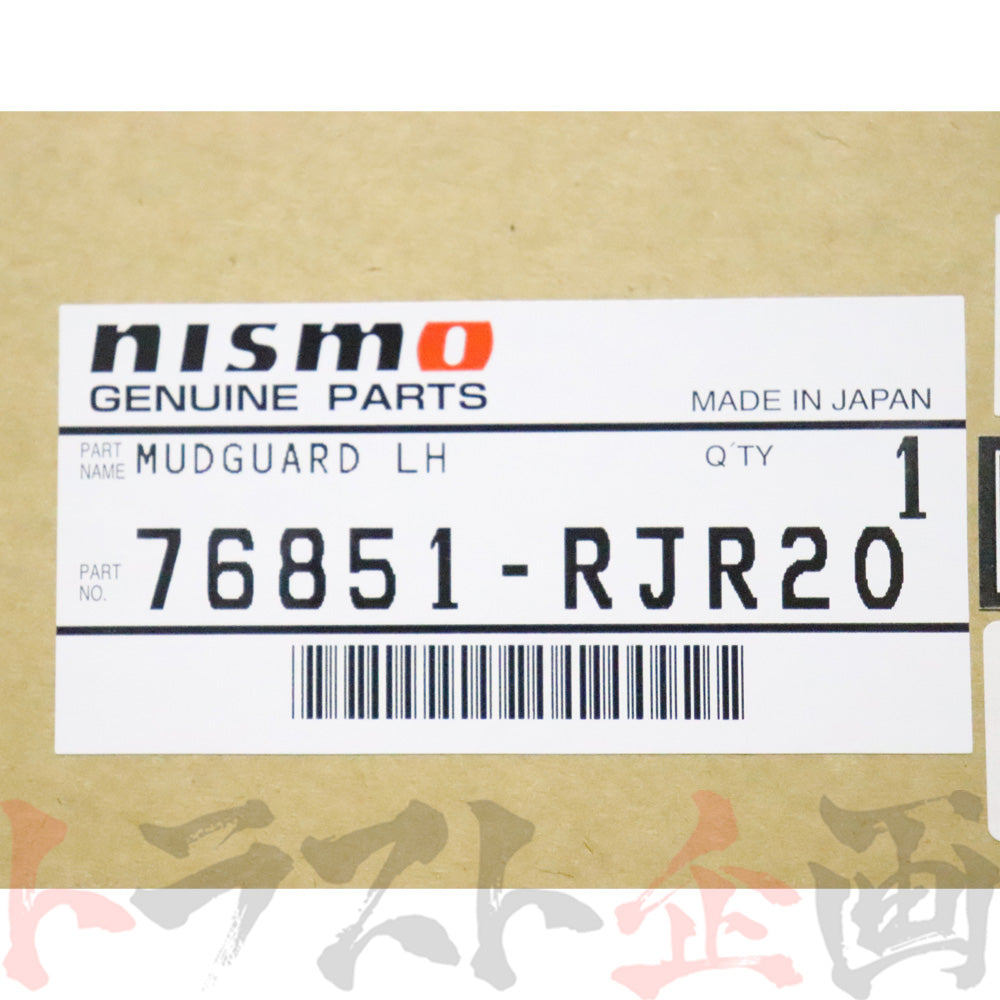 nismo
GENUINE PARTS
MADE IN JAPAN
PART NAME MUDGUARD LH Q'TY 1
PART NO. 76851-RJR20
トラスト企画